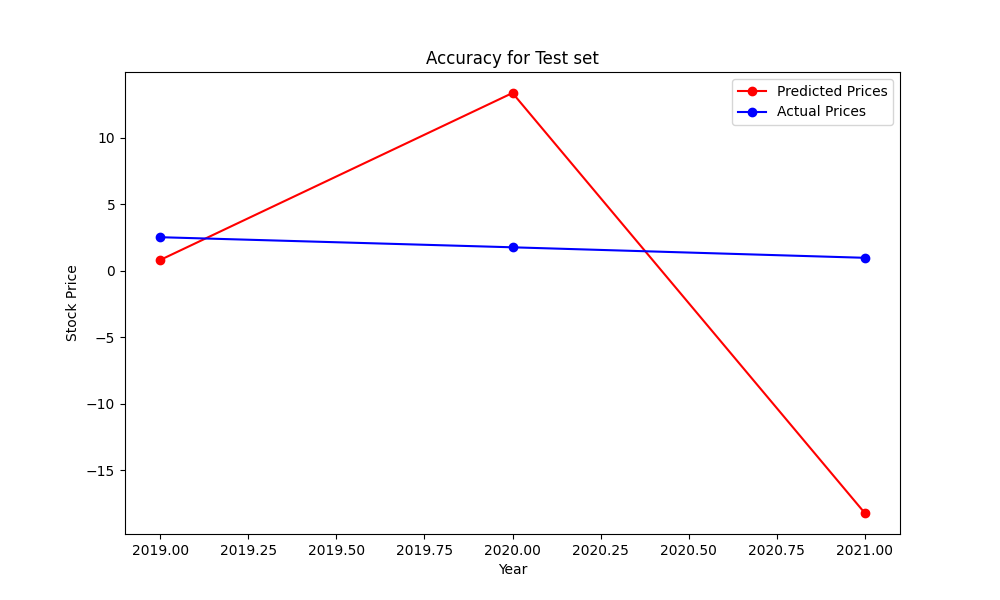 Accuracy for Test set
Predicted Prices
Actual Prices
10
5
0
−5
−10
−15
Stock Price
2019.00 2019.25 2019.50 2019.75 2020.00 2020.25 2020.50 2020.75 2021.00
Year